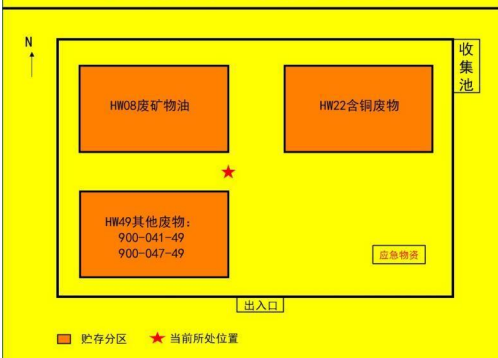 N
收集池
HW08废矿物油
HW22含铜废物
HW49其他废物：
900-041-49
900-047-49
应急物资
出入口
贮存分区
当前所处位置